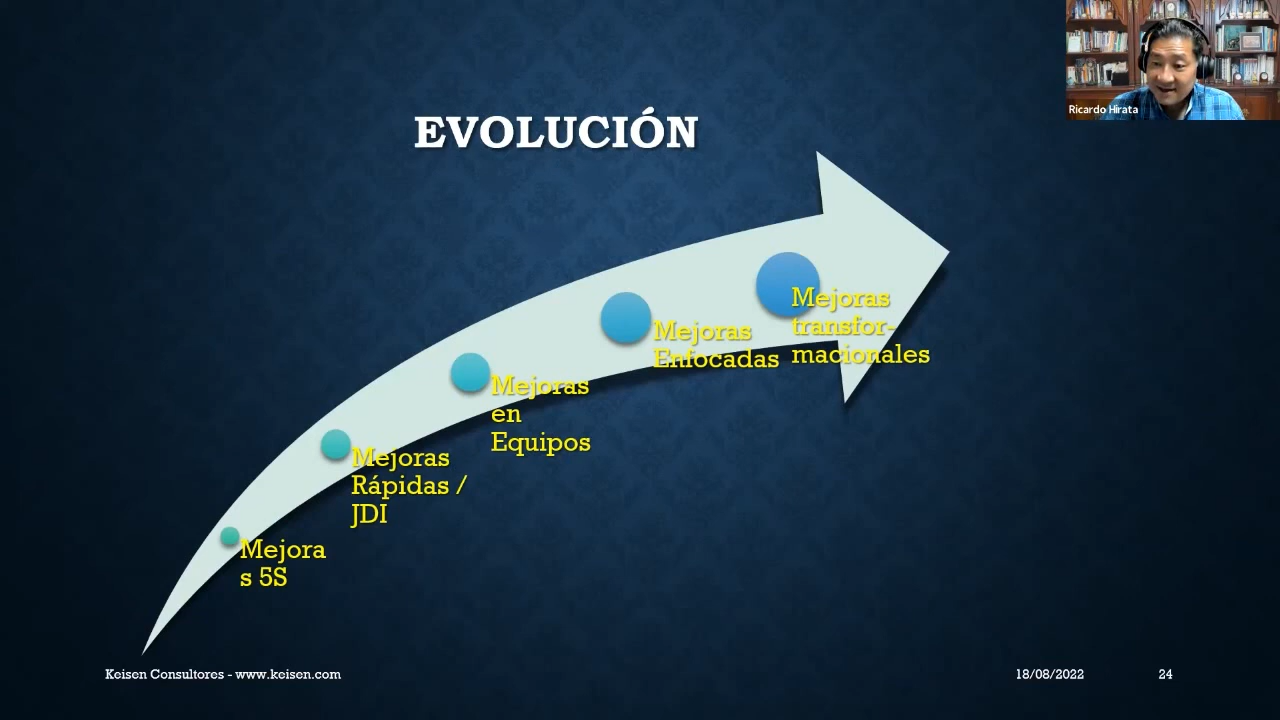 Ricardo Hirata
EVOLUCIÓN
Mejoras
transfor-
macionales
Mejoras
Enfocadas
Mejoras
en
Equipos
Mejoras
Rápidas /
JDI
Mejora
s 5S
Keisen Consultores - www.keisen.com
18/08/2022
24